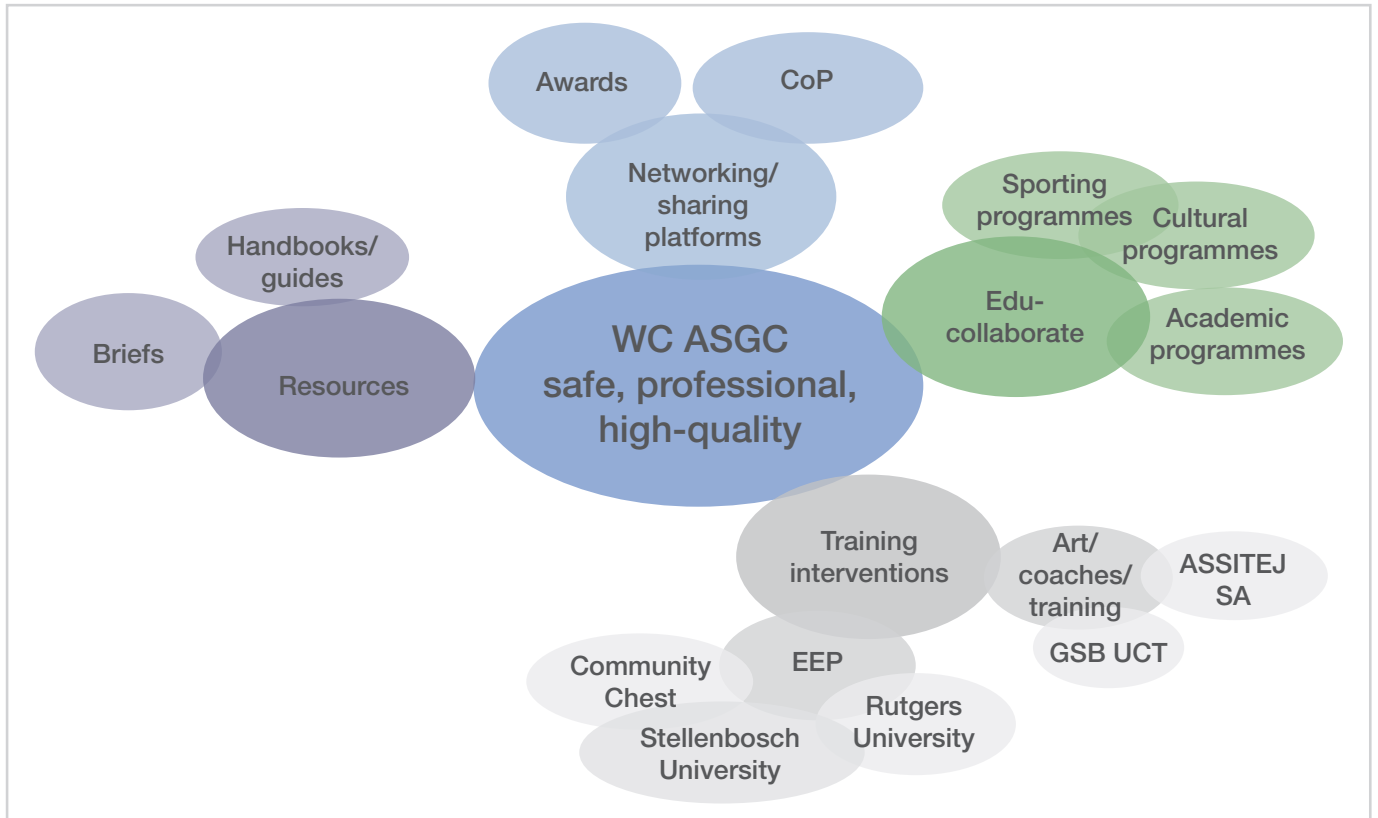 Awards
CoP
Networking/
sharing
platforms
Sporting
programmes
Cultural
programmes
Handbooks/
guides
Edu-
collaborate
Academic
programmes
Briefs
Resources
WC ASGC
safe, professional,
high-quality
Training
interventions
Art/
coaches/
training
ASSITEJ
SA
GSB UCT
EEP
Community
Chest
Rutgers
University
Stellenbosch
University